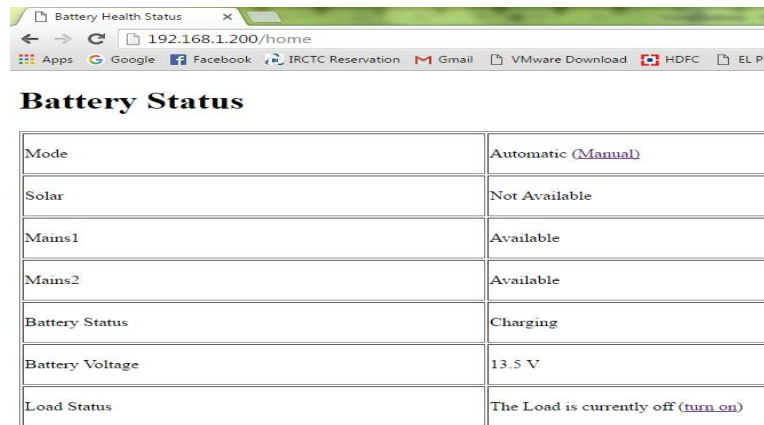 Battery Health Status
192.168.1.200/home
Apps Google Facebook IRCTC Reservation Gmail VMware Download HDFC EL P
Battery Status
Mode Automatic (Manual)
Solar Not Available
Mains1 Available
Mains2 Available
Battery Status Charging
Battery Voltage 13.5 V
Load Status The Load is currently off (turn on)